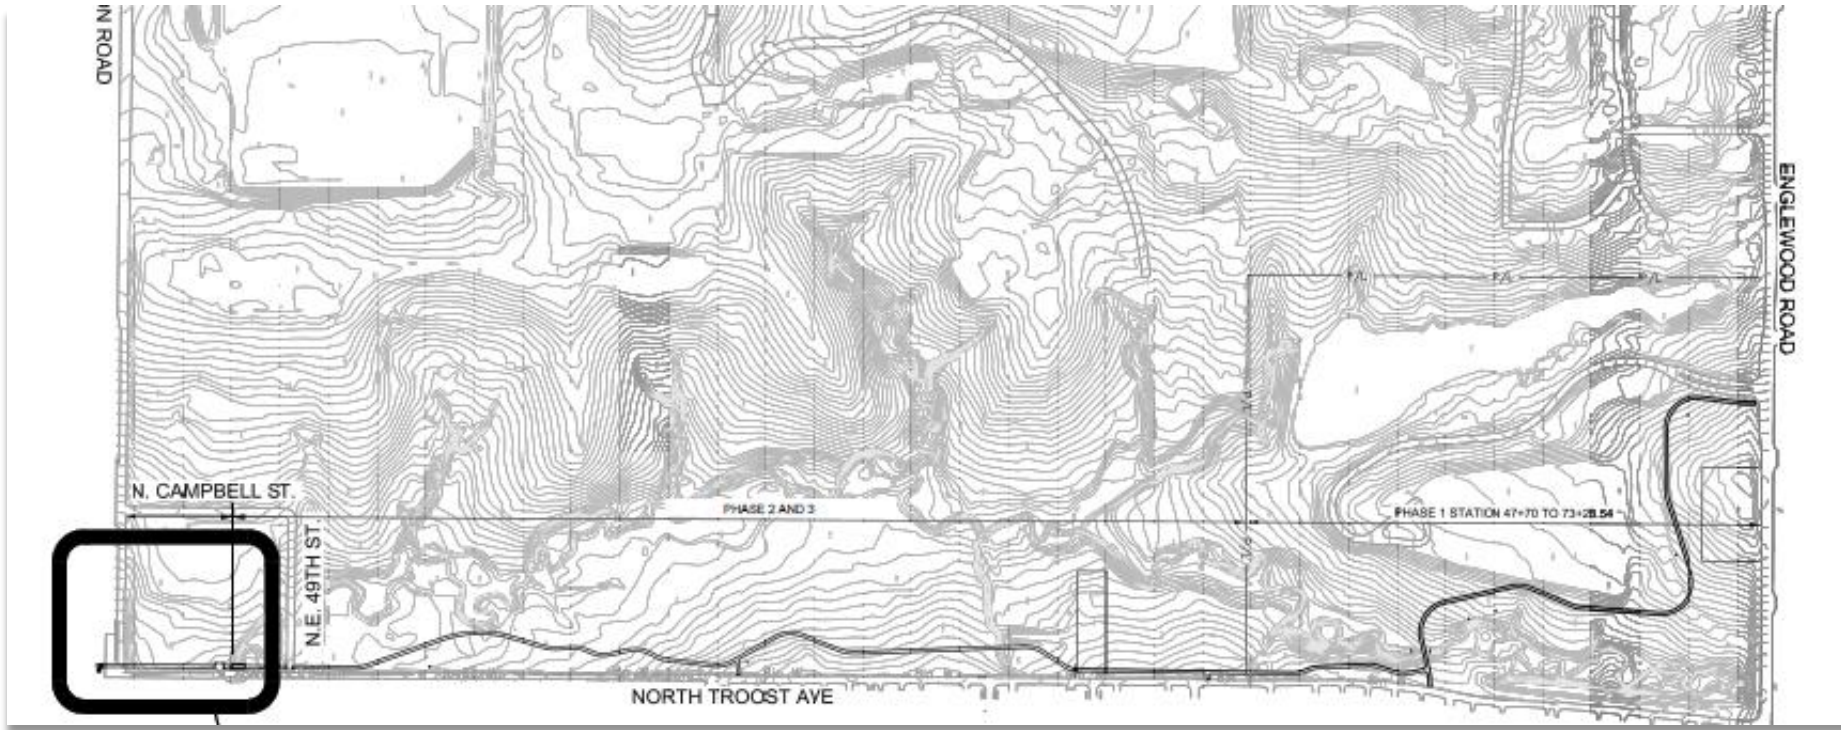 N ROAD
ENGLEWOOD ROAD
P/L
P/L
P/L
P/L
N. CAMPBELL ST.
PHASE 2 AND 3
PHASE 1 STATION 47+70 TO 73+28.54
N.E. 49TH ST.
P/L
NORTH TROOST AVE